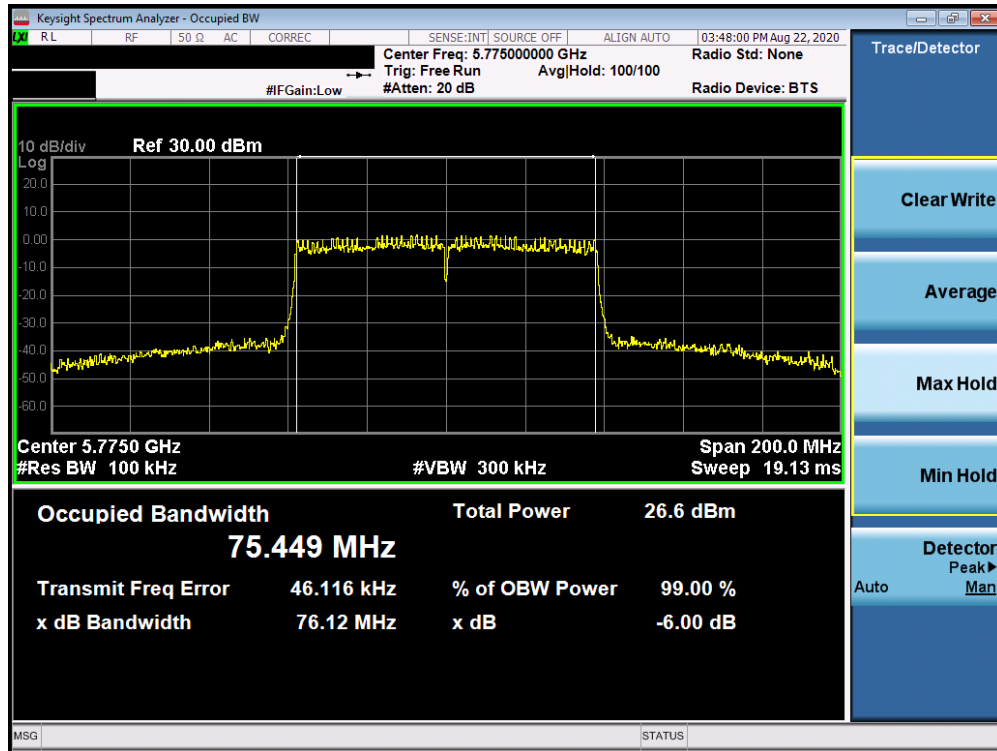 Keysight Spectrum Analyzer - Occupied BW
LXI RL RF 50 Ω AC CORREC SENSE:INT SOURCE OFF ALIGN AUTO 03:48:00 PM Aug 22, 2020
Center Freq: 5.775000000 GHz Radio Std: None
Trig: Free Run Avg|Hold: 100/100
#IFGain:Low #Atten: 20 dB Radio Device: BTS
Trace/Detector
10 dB/div Ref 30.00 dBm
Log
20.0
10.0
0.00
-10.0
-20.0
-30.0
-40.0
-50.0
-60.0
Center 5.7750 GHz Span 200.0 MHz
#Res BW 100 kHz #VBW 300 kHz Sweep 19.13 ms
Occupied Bandwidth Total Power 26.6 dBm
75.449 MHz
Transmit Freq Error 46.116 kHz % of OBW Power 99.00 %
x dB Bandwidth 76.12 MHz x dB -6.00 dB
Clear Write
Average
Max Hold
Min Hold
Detector
Peak▶
Auto Man
MSG STATUS